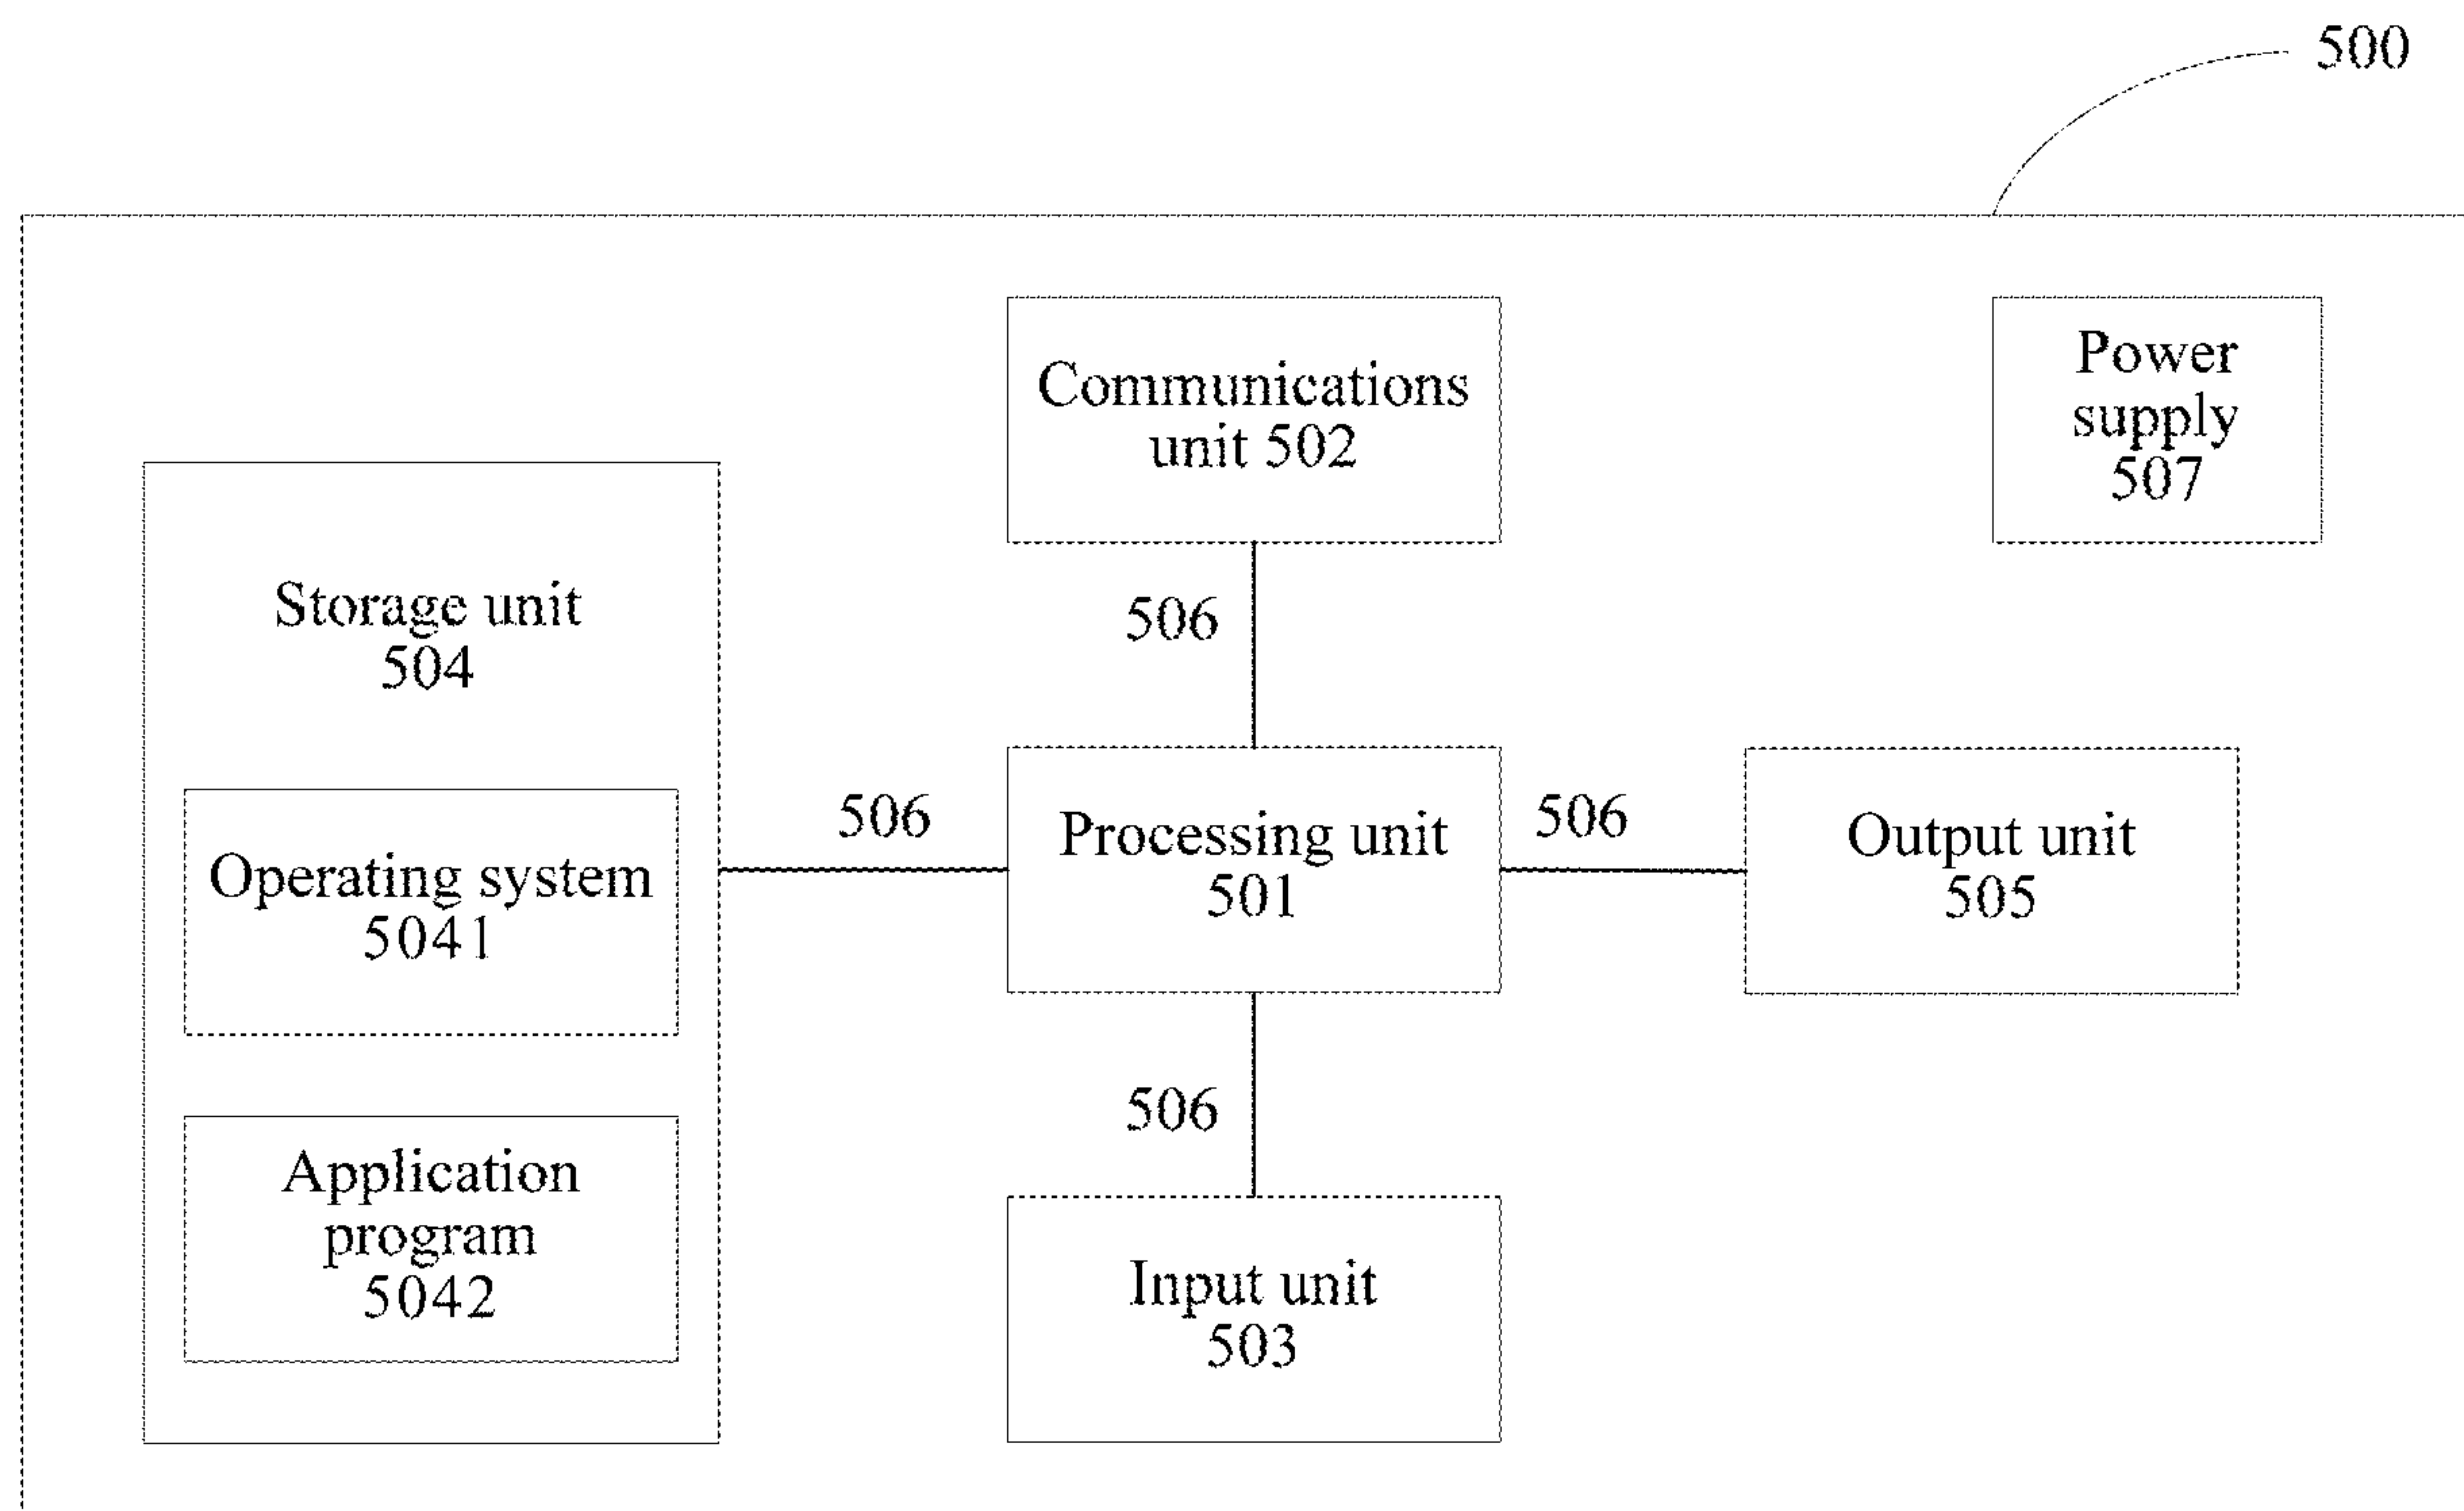 500
Communications
unit 502
Power
supply
507
Storage unit
504
506
506
Processing unit
501
506
Output unit
505
Operating system
5041
506
Application
program
5042
Input unit
503